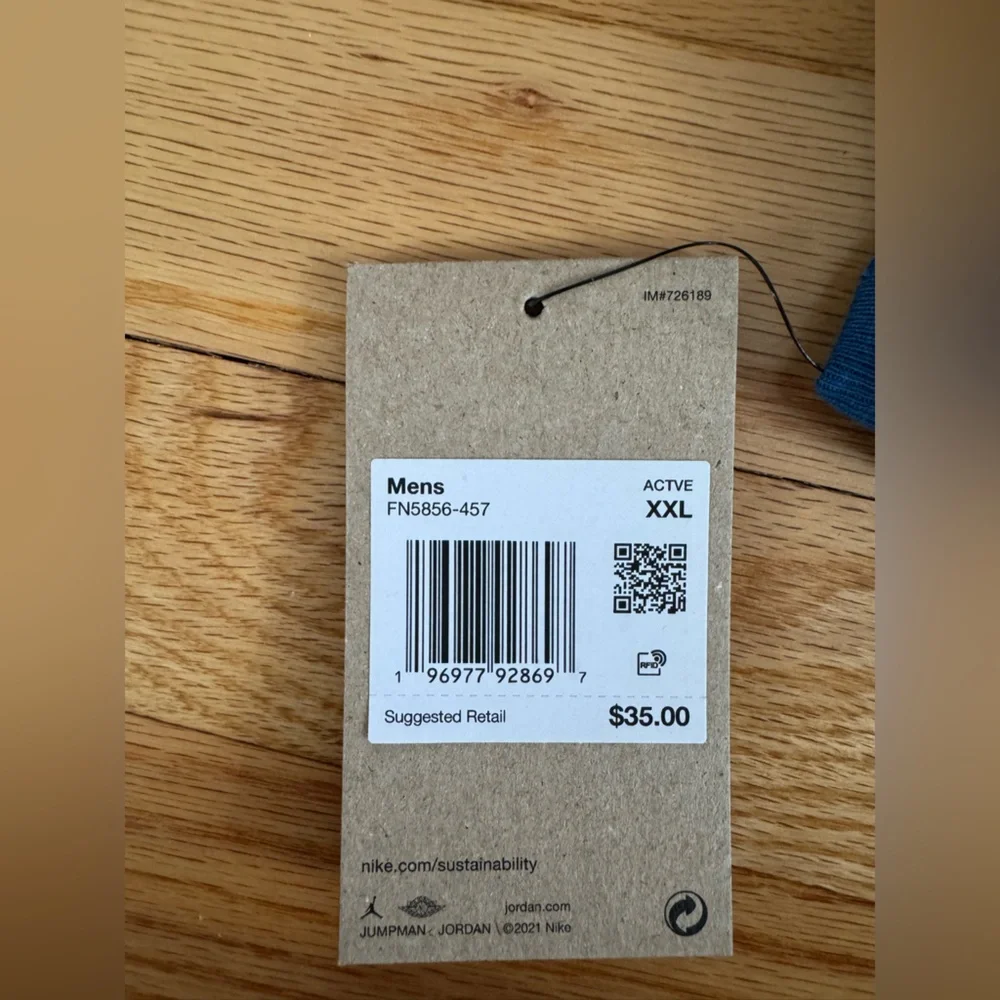 IM#726189
Mens
ACTVE
FN5856-457
XXL
RFID
1 96977 92869 7
Suggested Retail
$35.00
nike.com/sustainability
jordan.com
JUMPMAN JORDAN ©2021 Nike